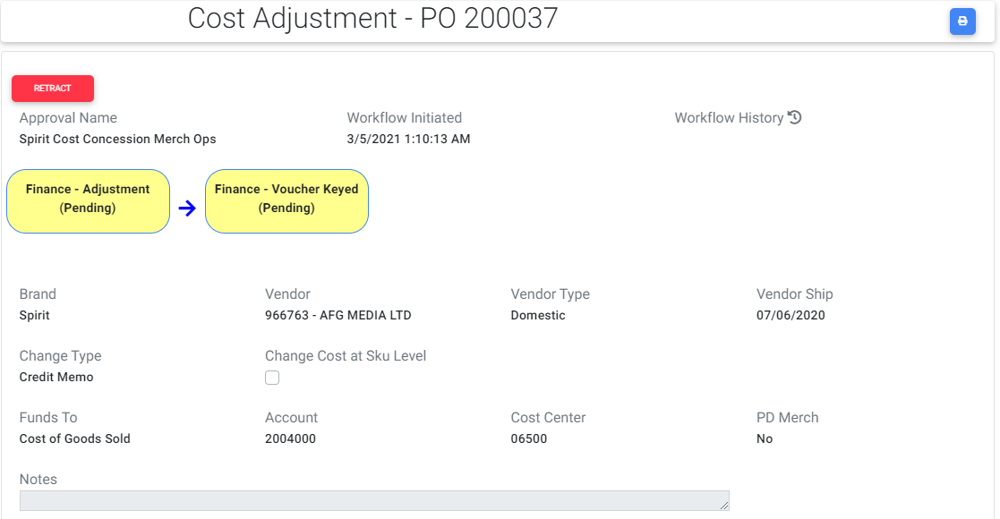 Cost Adjustment - PO 200037
RETRACT
Approval Name
Workflow Initiated
Workflow History
Spirit Cost Concession Merch Ops
3/5/2021 1:10:13 AM
Finance - Adjustment
(Pending)
Finance - Voucher Keyed
(Pending)
Brand
Vendor
Vendor Type
Vendor Ship
Spirit
966763 - AFG MEDIA LTD
Domestic
07/06/2020
Change Type
Change Cost at Sku Level
Credit Memo
Funds To
Account
Cost Center
PD Merch
Cost of Goods Sold
2004000
06500
No
Notes